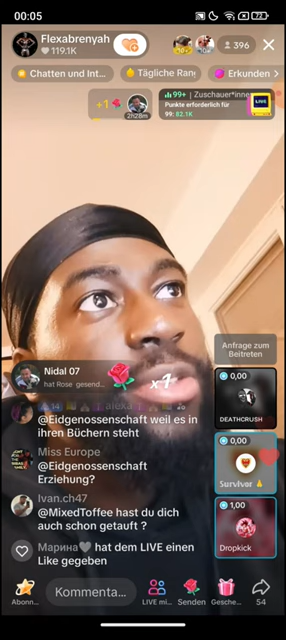 00:05
72
Flexabrenyah
119.1K
396
Chatten und Int...
Tägliche Rang
Erkunden >
+1
2h28m
99+ | Zuschauer*innen
Punkte erforderlich für
99: 82.1K
LIVE
Anfrage zum
Beitreten
0,00
DEATHCRUSH
0,00
Survivor
1,00
Dropkick
Nidal 07
hat Rose gesend...
x1
@Eidgenossenschaft weil es in
ihren Büchern steht
Miss Europe
@Eidgenossenschaft
Erziehung?
Ivan.ch47
@MixedToffee hast du dich
auch schon getauft ?
Марина🩶 hat dem LIVE einen
Like gegeben
Abonn...
Kommenta...
LIVE mi...
Senden
Gesche...
54